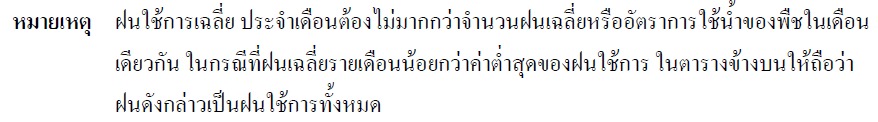 หมายเหตุ ฝนใช้การเฉลี่ย ประจำเดือนต้องไม่มากกว่าจำนวนฝนเฉลี่ยหรืออัตราการใช้น้ำของพืชในเดือน
เดียวกัน ในกรณีที่ฝนเฉลี่ยรายเดือนน้อยกว่าค่าต่ำสุดของฝนใช้การ ในตารางข้างบนให้ถือว่า
ฝนดังกล่าวเป็นฝนใช้การทั้งหมด